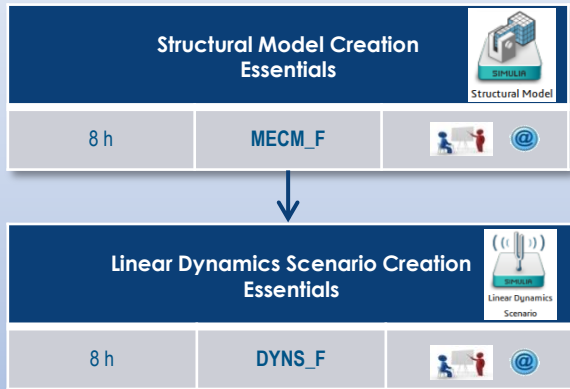 Structural Model Creation
Essentials
SIMULIA
Structural Model
8 h
MECM_F
@
Linear Dynamics Scenario Creation
Essentials
SIMULIA
Linear Dynamics
Scenario
8 h
DYNS_F
@